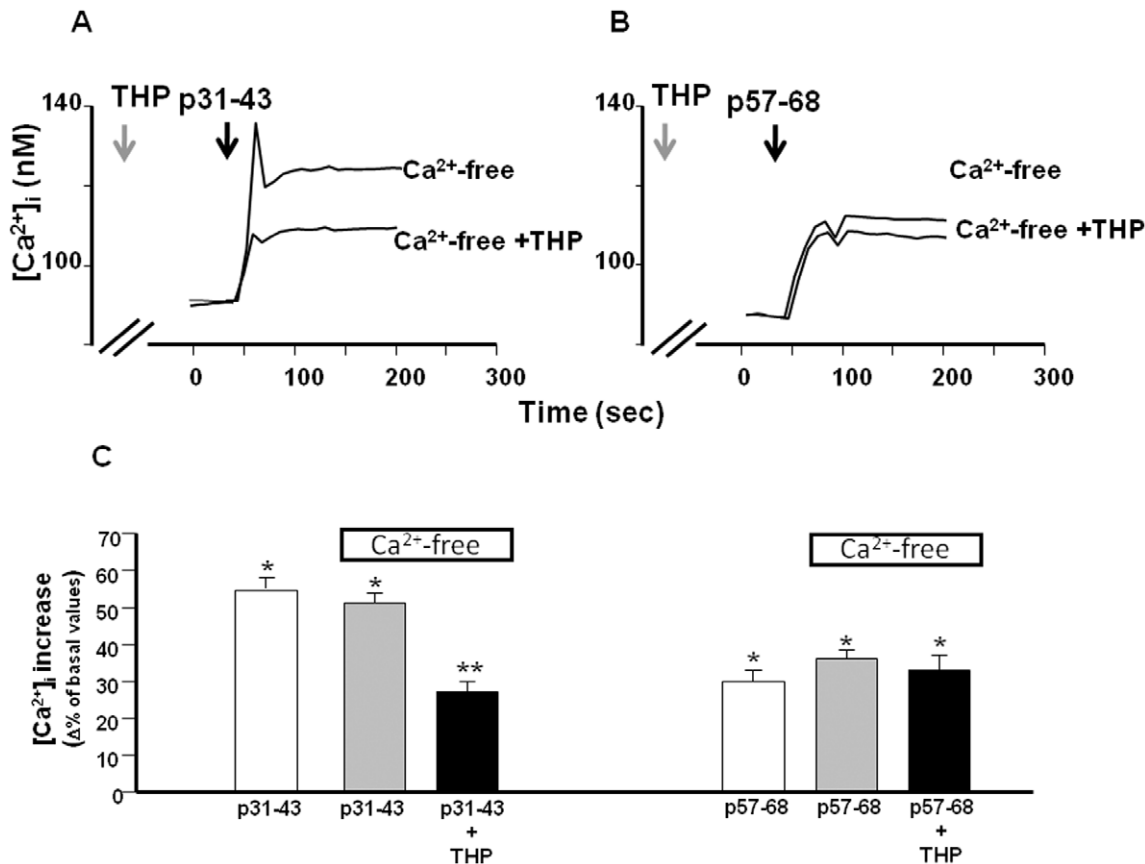 A
THP p31-43
140
100
[Ca²⁺]ᵢ (nM)
Ca²⁺-free
Ca²⁺-free +THP
0 100 200 300
B
THP p57-68
140
100
Ca²⁺-free
Ca²⁺-free +THP
0 100 200 300
Time (sec)
C
[Ca²⁺]ᵢ increase
(Δ% of basal values)
70
60
50
40
30
20
10
0
Ca²⁺-free
* * **
p31-43 p31-43 p31-43
+
THP
Ca²⁺-free
* * *
p57-68 p57-68 p57-68
+
THP